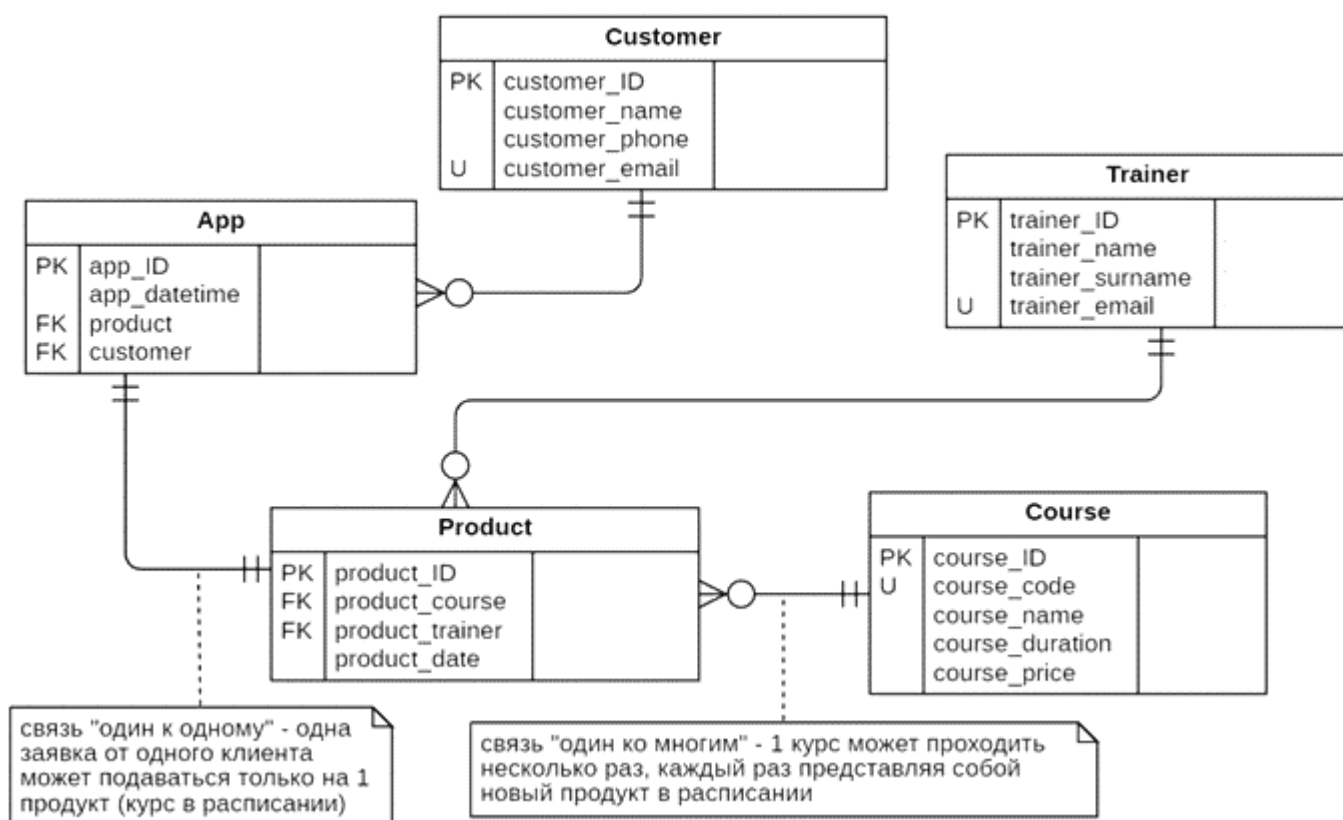 Customer
PK customer_ID
customer_name
customer_phone
U customer_email
Trainer
PK trainer_ID
trainer_name
trainer_surname
U trainer_email
App
PK app_ID
app_datetime
FK product
FK customer
Product
PK product_ID
FK product_course
FK product_trainer
product_date
Course
PK course_ID
U course_code
course_name
course_duration
course_price
связь "один к одному" - одна
заявка от одного клиента
может подаваться только на 1
продукт (курс в расписании)
связь "один ко многим" - 1 курс может проходить
несколько раз, каждый раз представляя собой
новый продукт в расписании